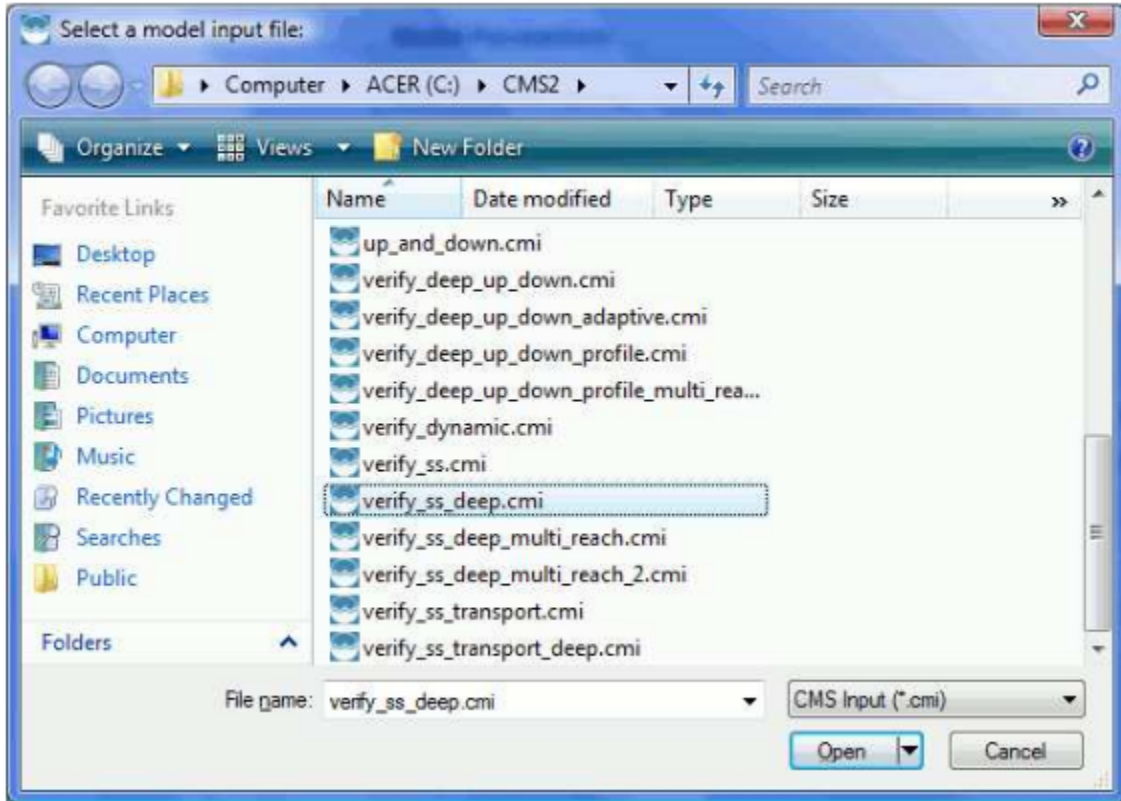 Select a model input file:
Computer ACER (C:) CMS2
Search
Organize Views New Folder
Favorite Links
Desktop
Recent Places
Computer
Documents
Pictures
Music
Recently Changed
Searches
Public
Folders
Name Date modified Type Size »
up_and_down.cmi
verify_deep_up_down.cmi
verify_deep_up_down_adaptive.cmi
verify_deep_up_down_profile.cmi
verify_deep_up_down_profile_multi_rea...
verify_dynamic.cmi
verify_ss.cmi
verify_ss_deep.cmi
verify_ss_deep_multi_reach.cmi
verify_ss_deep_multi_reach_2.cmi
verify_ss_transport.cmi
verify_ss_transport_deep.cmi
File name: verify_ss_deep.cmi CMS Input (*.cmi)
Open Cancel